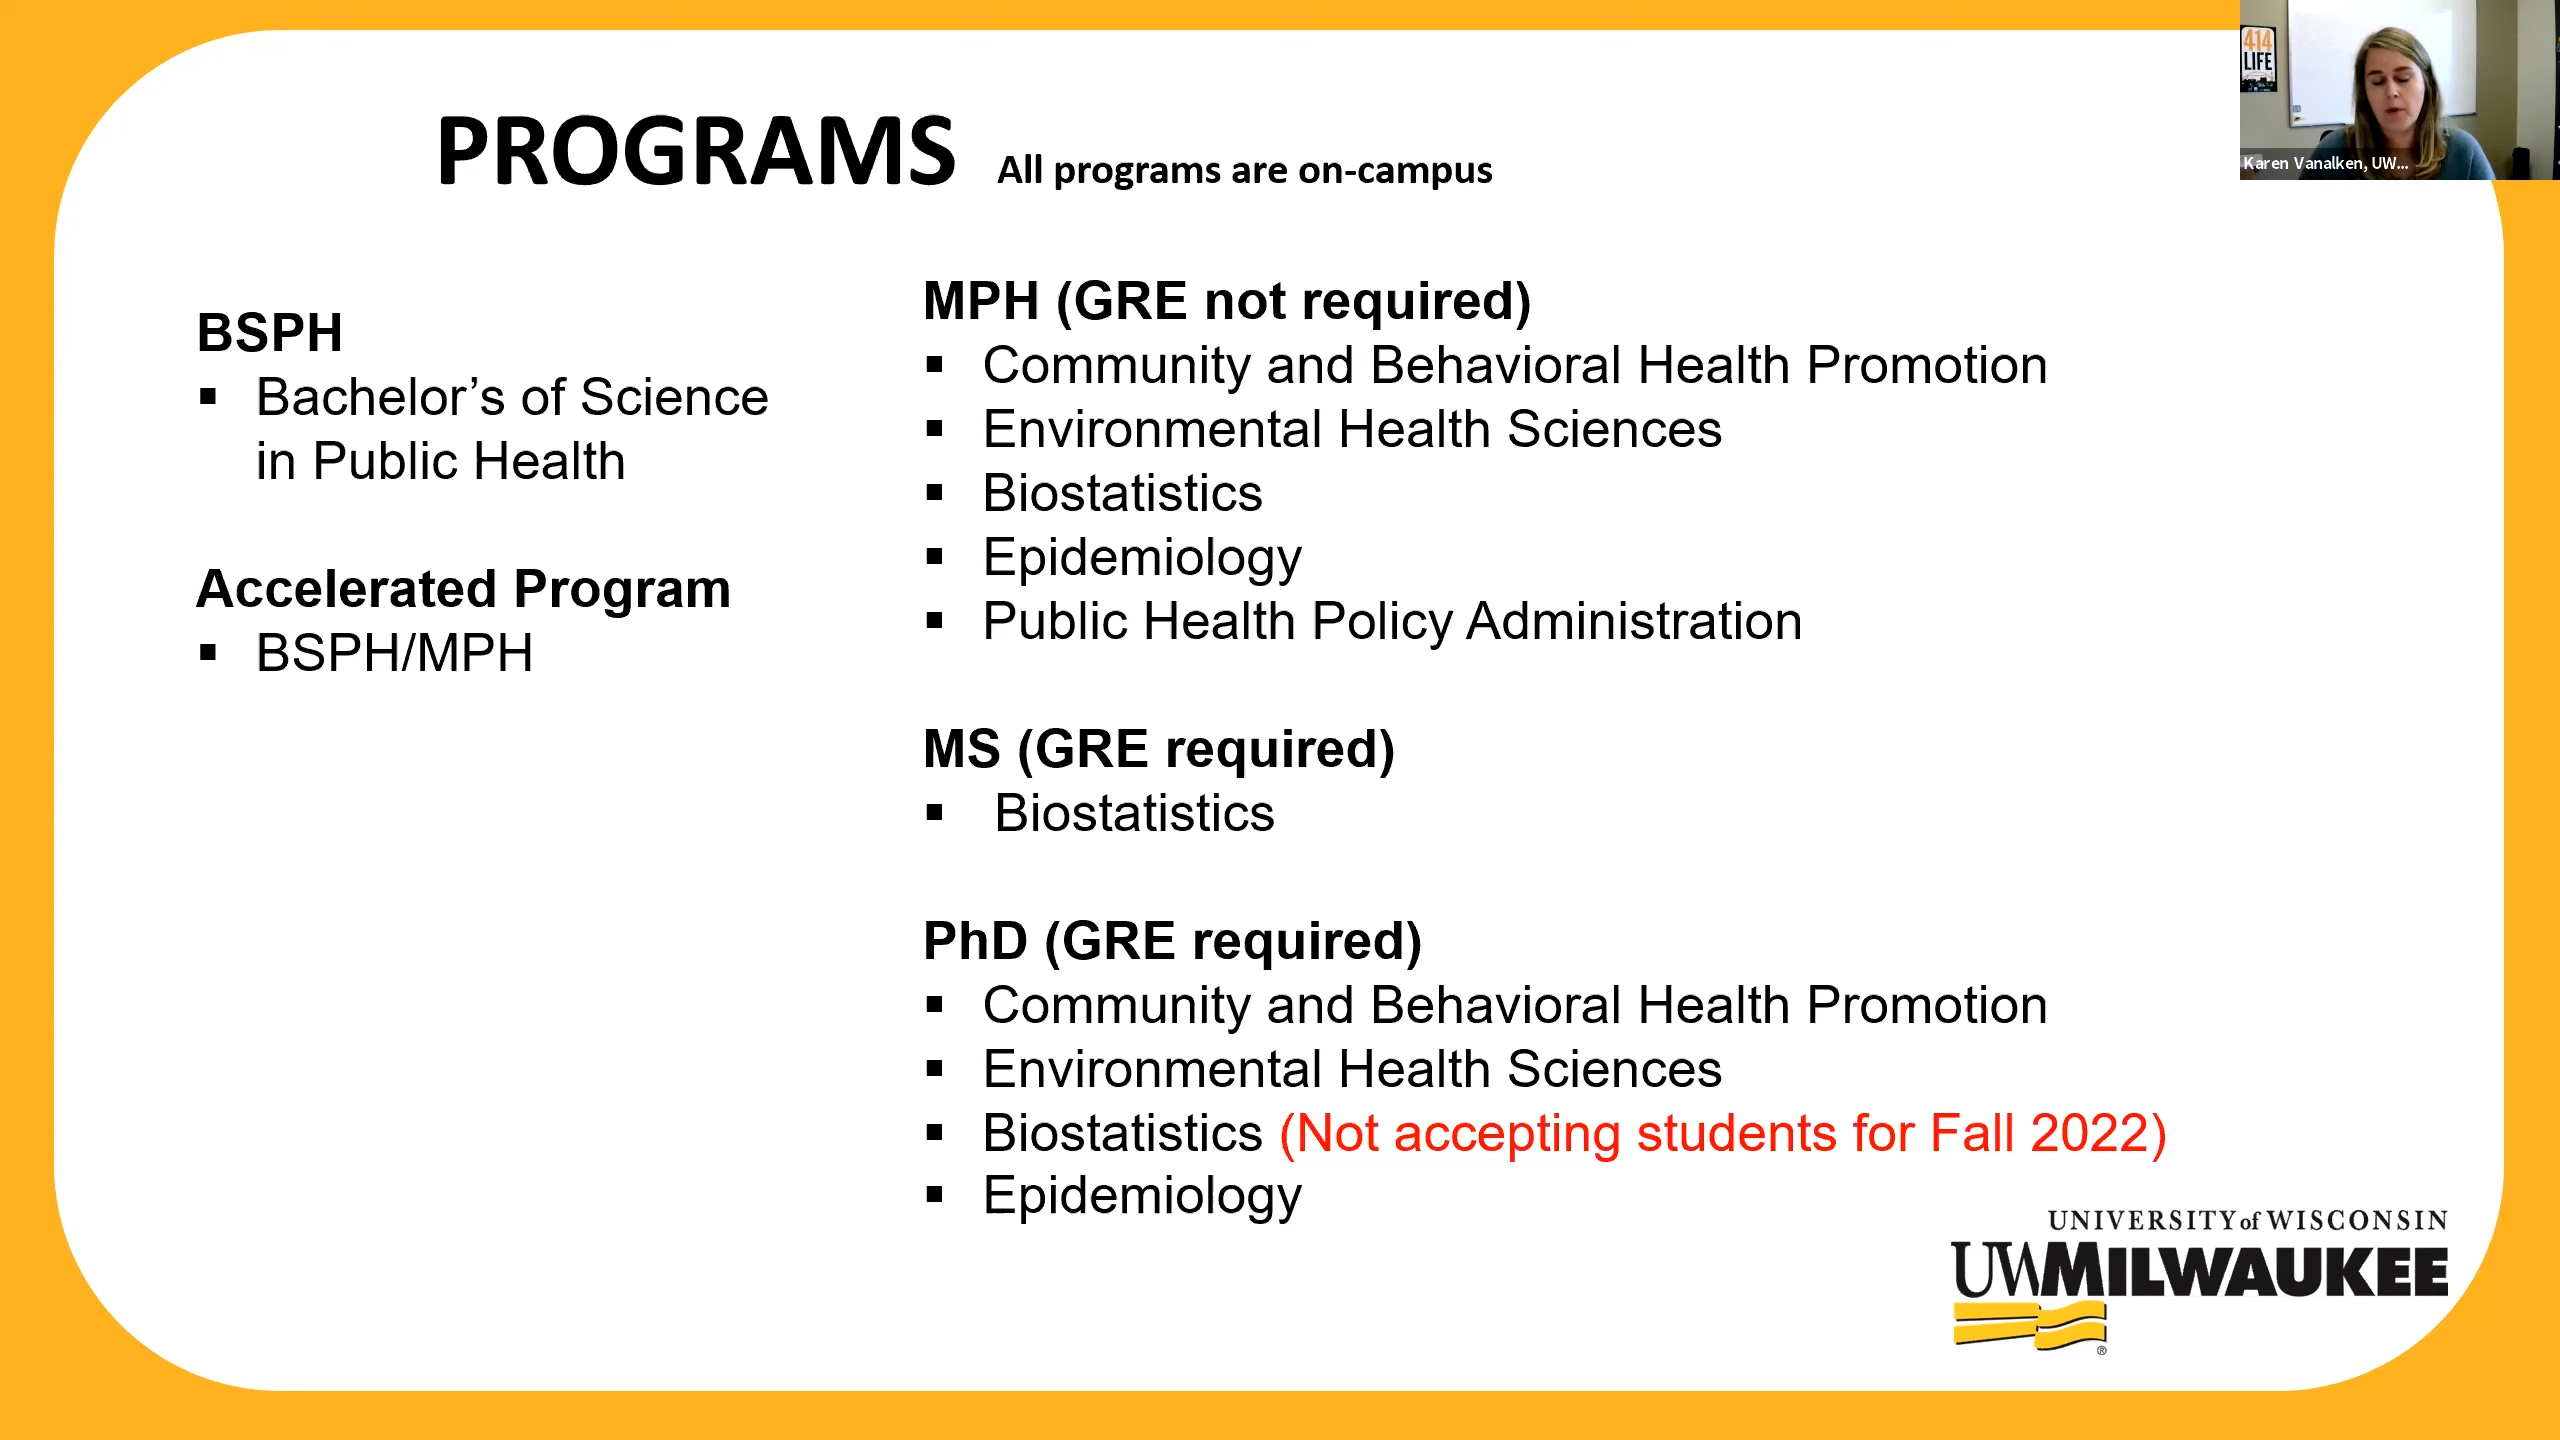 PROGRAMS All programs are on-campus
BSPH
▪ Bachelor’s of Science
in Public Health
Accelerated Program
▪ BSPH/MPH
MPH (GRE not required)
▪ Community and Behavioral Health Promotion
▪ Environmental Health Sciences
▪ Biostatistics
▪ Epidemiology
▪ Public Health Policy Administration
MS (GRE required)
▪ Biostatistics
PhD (GRE required)
▪ Community and Behavioral Health Promotion
▪ Environmental Health Sciences
▪ Biostatistics (Not accepting students for Fall 2022)
▪ Epidemiology
UNIVERSITY of WISCONSIN
UWMILWAUKEE
®
414
LIFE
Karen Vanalken, UW...